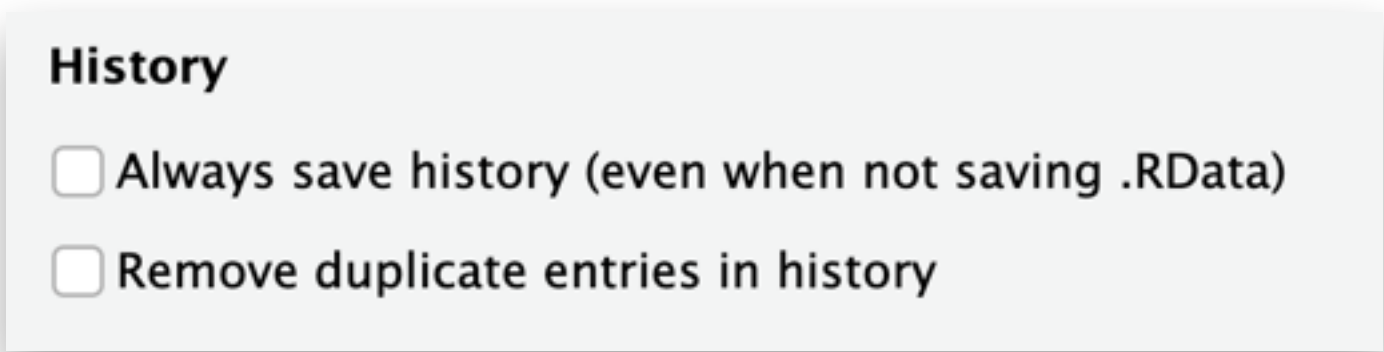 History
Always save history (even when not saving .RData)
Remove duplicate entries in history